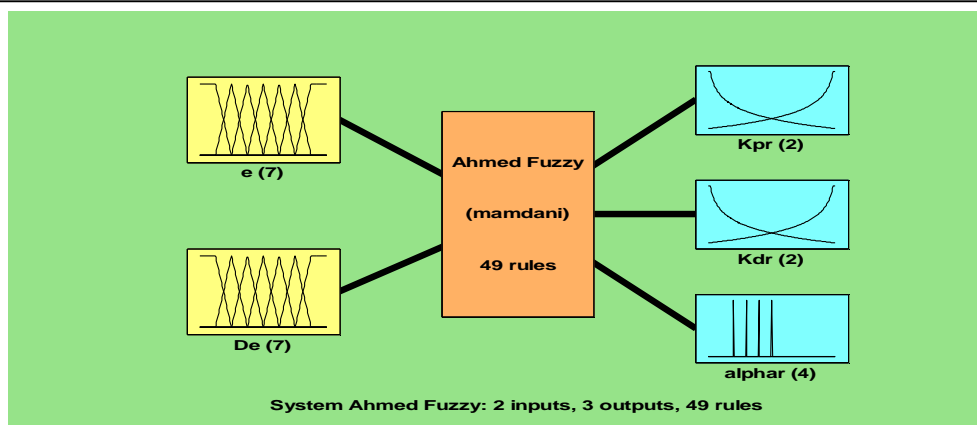 e (7)
De (7)
Ahmed Fuzzy
(mamdani)
49 rules
Kpr (2)
Kdr (2)
alphar (4)
System Ahmed Fuzzy: 2 inputs, 3 outputs, 49 rules